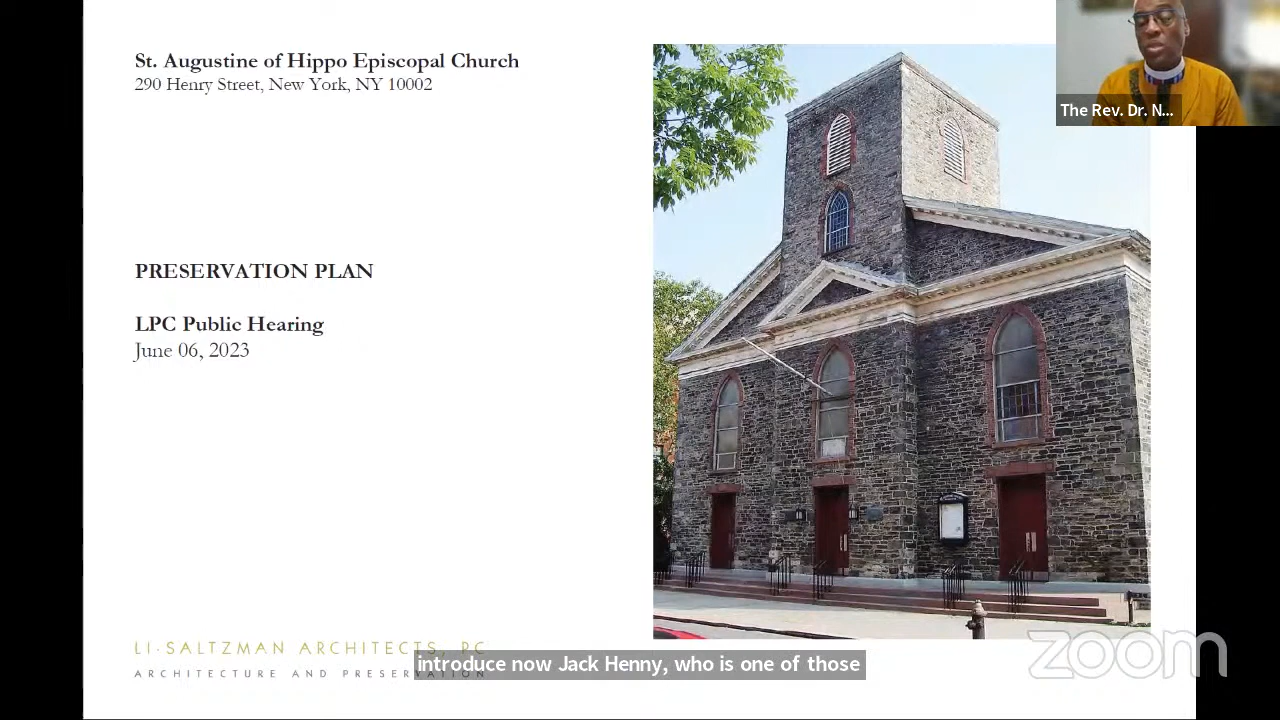 St. Augustine of Hippo Episcopal Church
290 Henry Street, New York, NY 10002
The Rev. Dr. N...
PRESERVATION PLAN
LPC Public Hearing
June 06, 2023
LI·SALTZMAN ARCHITECTS, PC
ARCHITECTURE AND PRESERVATION
introduce now Jack Henny, who is one of those
zoom